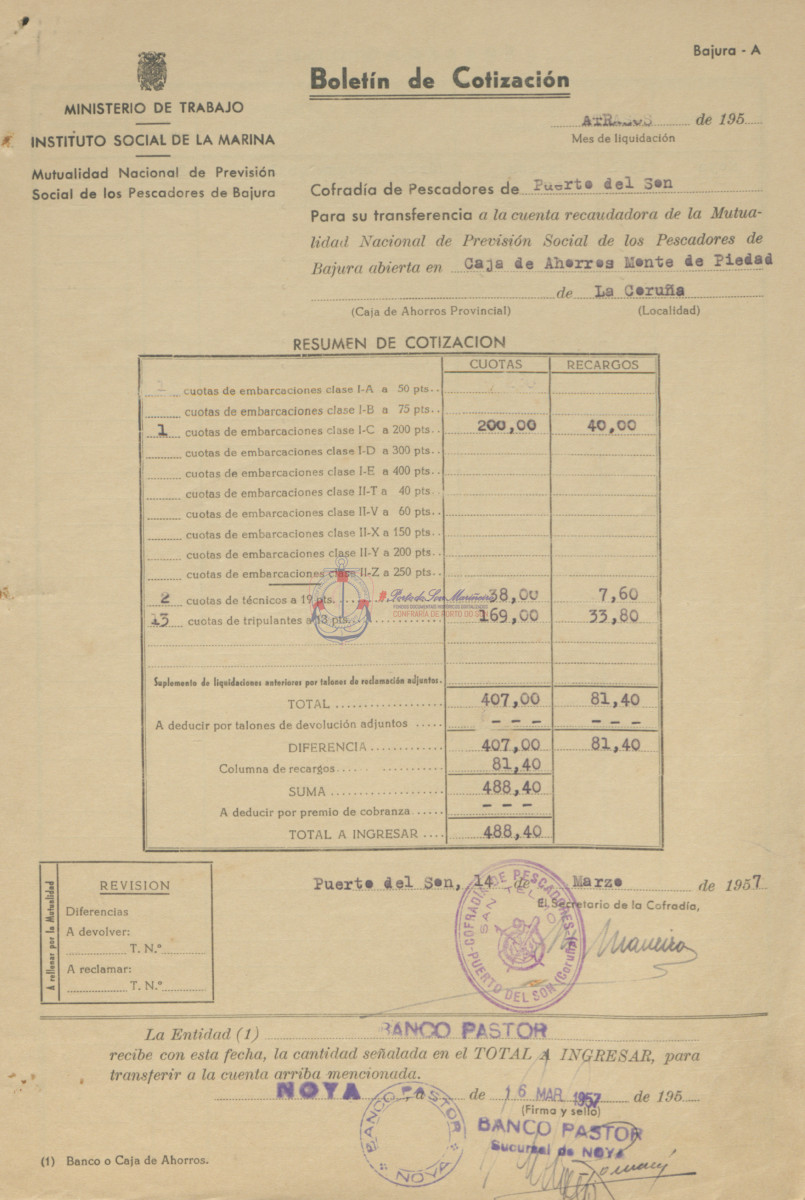 Bajura - A
MINISTERIO DE TRABAJO
INSTITUTO SOCIAL DE LA MARINA
Mutualidad Nacional de Previsión
Social de los Pescadores de Bajura
Boletín de Cotización
ATRASOS de 195
Mes de liquidación
Cofradía de Pescadores de Puerto del Son
Para su transferencia a la cuenta recaudadora de la Mutua-
lidad Nacional de Previsión Social de los Pescadores de
Bajura abierta en Caja de Ahorros Monte de Piedad
de La Coruña
(Caja de Ahorros Provincial) (Localidad)
RESUMEN DE COTIZACION
CUOTAS RECARGOS
cuotas de embarcaciones clase I-A a 50 pts..
cuotas de embarcaciones clase I-B a 75 pts..
1 cuotas de embarcaciones clase I-C a 200 pts.. 200,00 40,00
cuotas de embarcaciones clase I-D a 300 pts..
cuotas de embarcaciones clase I-E a 400 pts..
cuotas de embarcaciones clase II-T a 40 pts..
cuotas de embarcaciones clase II-V a 60 pts..
cuotas de embarcaciones clase II-X a 150 pts..
cuotas de embarcaciones clase II-Y a 200 pts..
cuotas de embarcaciones clase II-Z a 250 pts..
2 cuotas de técnicos a 19 pts. 38,00 7,60
13 cuotas de tripulantes a 13 pts. 169,00 33,80
Porto do Son Mariñeiro
CONFRARÍA DE PORTO DO SON
Suplemento de liquidaciones anteriores por talones de reclamación adjuntos.
TOTAL 407,00 81,40
A deducir por talones de devolución adjuntos - - - - - -
DIFERENCIA 407,00 81,40
Columna de recargos 81,40
SUMA 488,40
A deducir por premio de cobranza - - -
TOTAL A INGRESAR 488,40
Puerto del Son, 14 de Marzo de 1957
El Secretario de la Cofradía,
Maneiro
COFRADIA DE PESCADORES
SAN TELMO
PUERTO DEL SON (Coruña)
A rellenar por la Mutualidad
REVISION
Diferencias
A devolver:
T. N.º
A reclamar:
T. N.º
La Entidad (1) BANCO PASTOR
recibe con esta fecha, la cantidad señalada en el TOTAL A INGRESAR, para
transferir a la cuenta arriba mencionada.
NOYA, a de 16 MAR 1957 de 195
(Firma y sello)
BANCO PASTOR
NOYA
BANCO PASTOR
Sucursal de NOYA
(1) Banco o Caja de Ahorros.